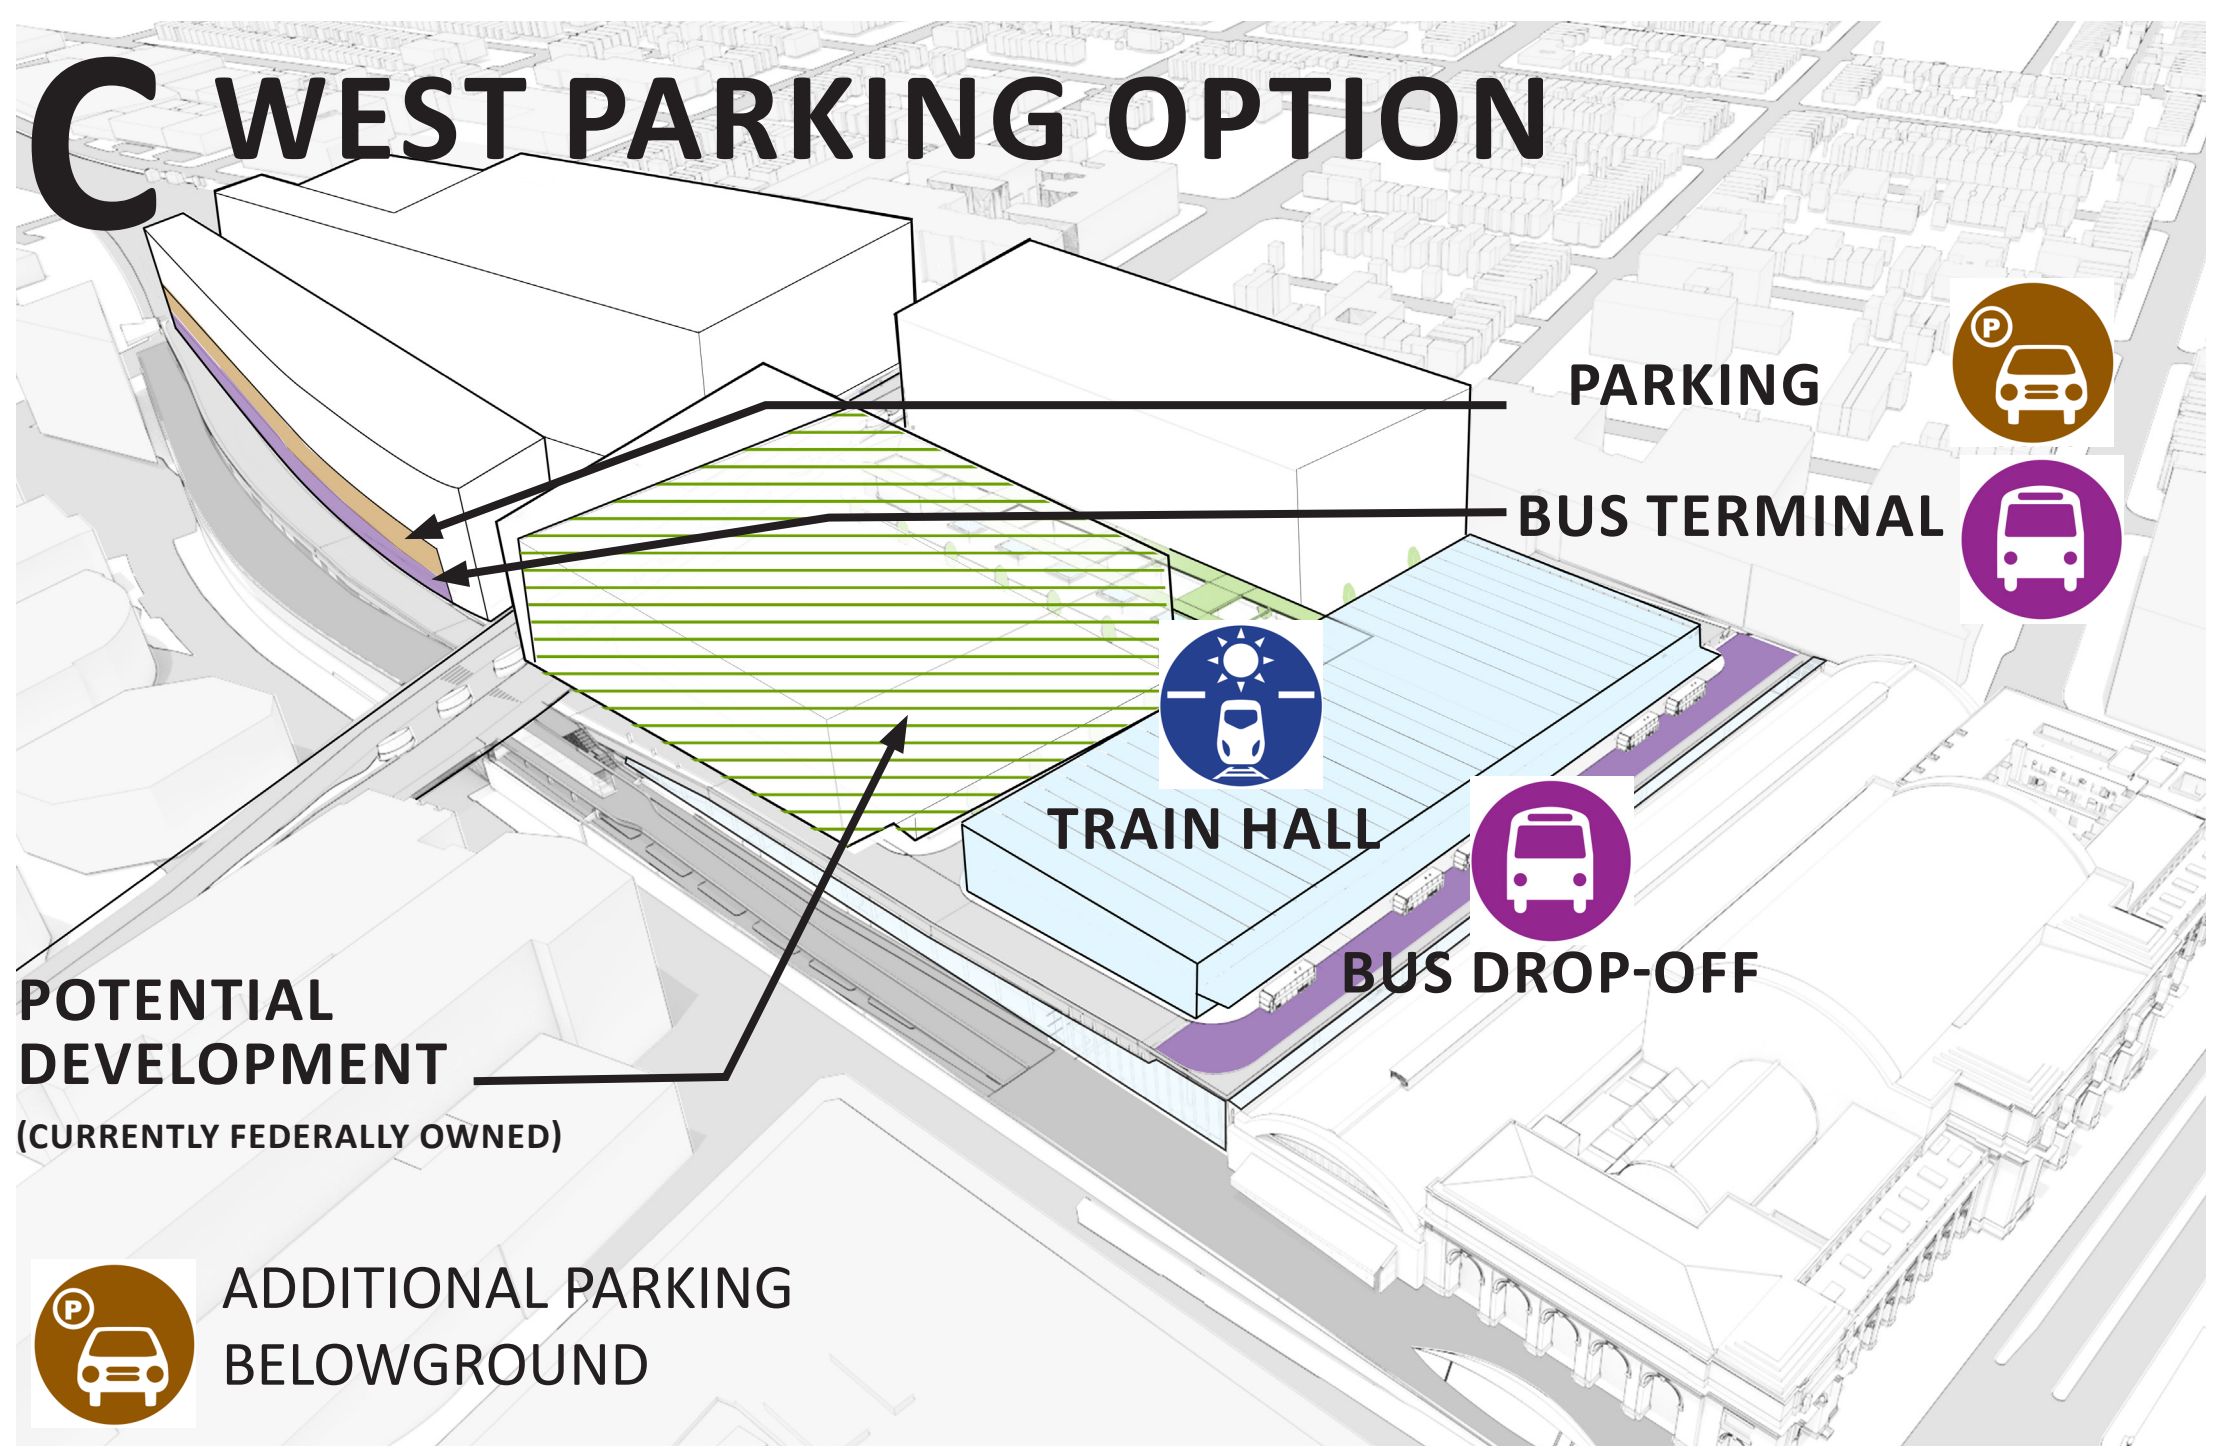 C WEST PARKING OPTION
P
PARKING
BUS TERMINAL
TRAIN HALL
BUS DROP-OFF
POTENTIAL
DEVELOPMENT
(CURRENTLY FEDERALLY OWNED)
P
ADDITIONAL PARKING
BELOWGROUND